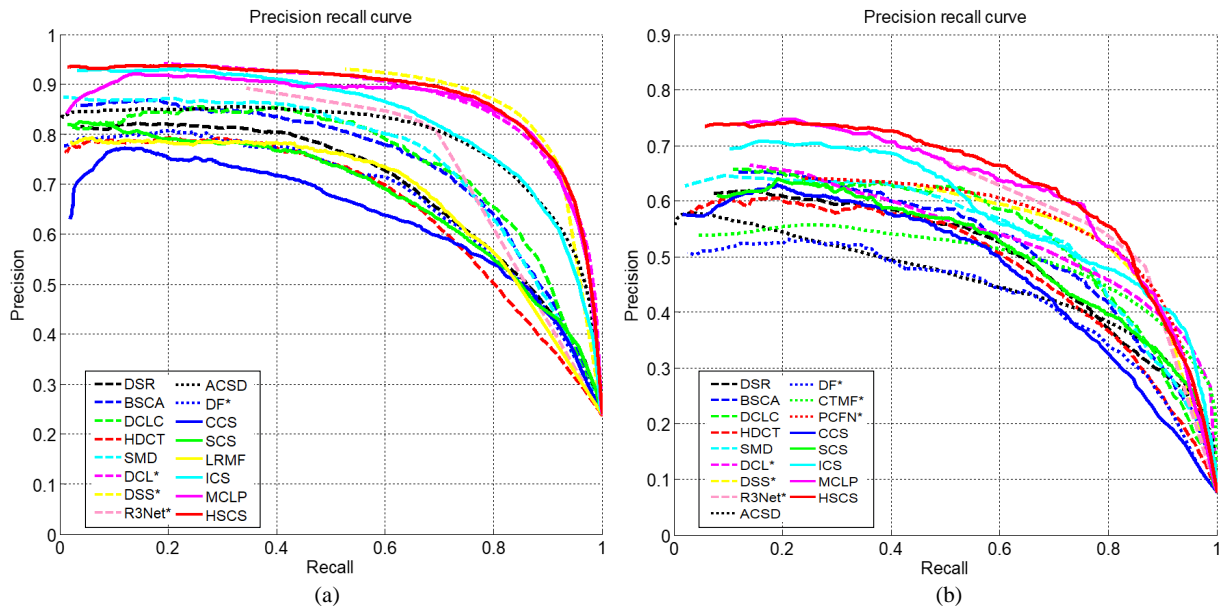 Precision recall curve
1
0.9
0.8
0.7
0.6
0.5
0.4
0.3
0.2
0.1
0
Precision
0
0.2
0.4
0.6
0.8
1
Recall
DSR
BSCA
DCLC
HDCT
SMD
DCL*
DSS*
R3Net*
ACSD
DF*
CCS
SCS
LRMF
ICS
MCLP
HSCS
(a)
Precision recall curve
0.9
0.8
0.7
0.6
0.5
0.4
0.3
0.2
0.1
0
Precision
0
0.2
0.4
0.6
0.8
1
Recall
DSR
BSCA
DCLC
HDCT
SMD
DCL*
DSS*
R3Net*
ACSD
DF*
CTMF*
PCFN*
CCS
SCS
ICS
MCLP
HSCS
(b)